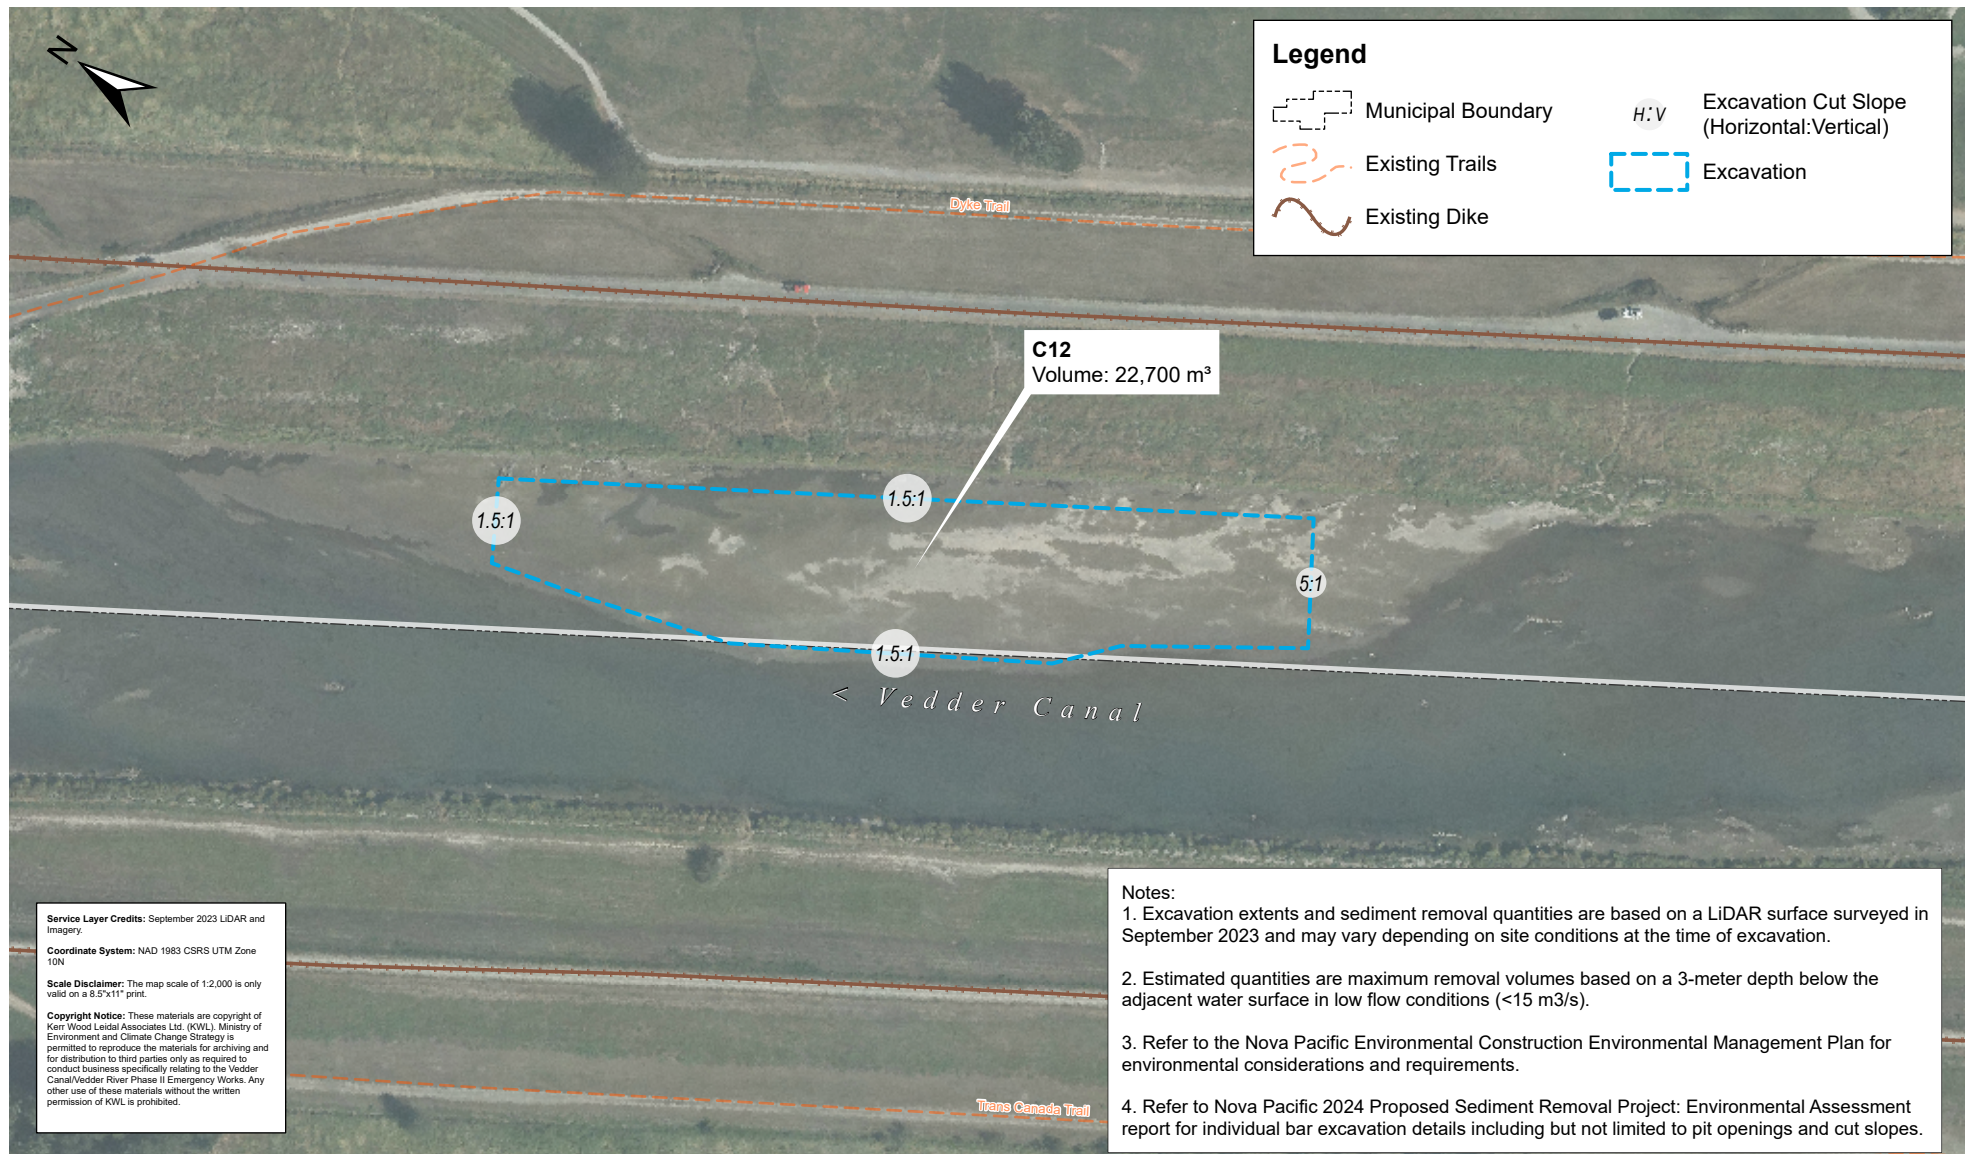 N
Legend
Municipal Boundary
Existing Trails
Existing Dike
H:V
Excavation Cut Slope
(Horizontal:Vertical)
Excavation
Dyke Trail
C12
Volume: 22,700 m³
1.5:1
1.5:1
5:1
1.5:1
< Vedder Canal
Trans Canada Trail
Service Layer Credits: September 2023 LiDAR and
Imagery.
Coordinate System: NAD 1983 CSRS UTM Zone
10N
Scale Disclaimer: The map scale of 1:2,000 is only
valid on a 8.5"x11" print.
Copyright Notice: These materials are copyright of
Kerr Wood Leidal Associates Ltd. (KWL). Ministry of
Environment and Climate Change Strategy is
permitted to reproduce the materials for archiving and
for distribution to third parties only as required to
conduct business specifically relating to the Vedder
Canal/Vedder River Phase II Emergency Works. Any
other use of these materials without the written
permission of KWL is prohibited.
Notes:
1. Excavation extents and sediment removal quantities are based on a LiDAR surface surveyed in
September 2023 and may vary depending on site conditions at the time of excavation.
2. Estimated quantities are maximum removal volumes based on a 3-meter depth below the
adjacent water surface in low flow conditions (<15 m3/s).
3. Refer to the Nova Pacific Environmental Construction Environmental Management Plan for
environmental considerations and requirements.
4. Refer to Nova Pacific 2024 Proposed Sediment Removal Project: Environmental Assessment
report for individual bar excavation details including but not limited to pit openings and cut slopes.